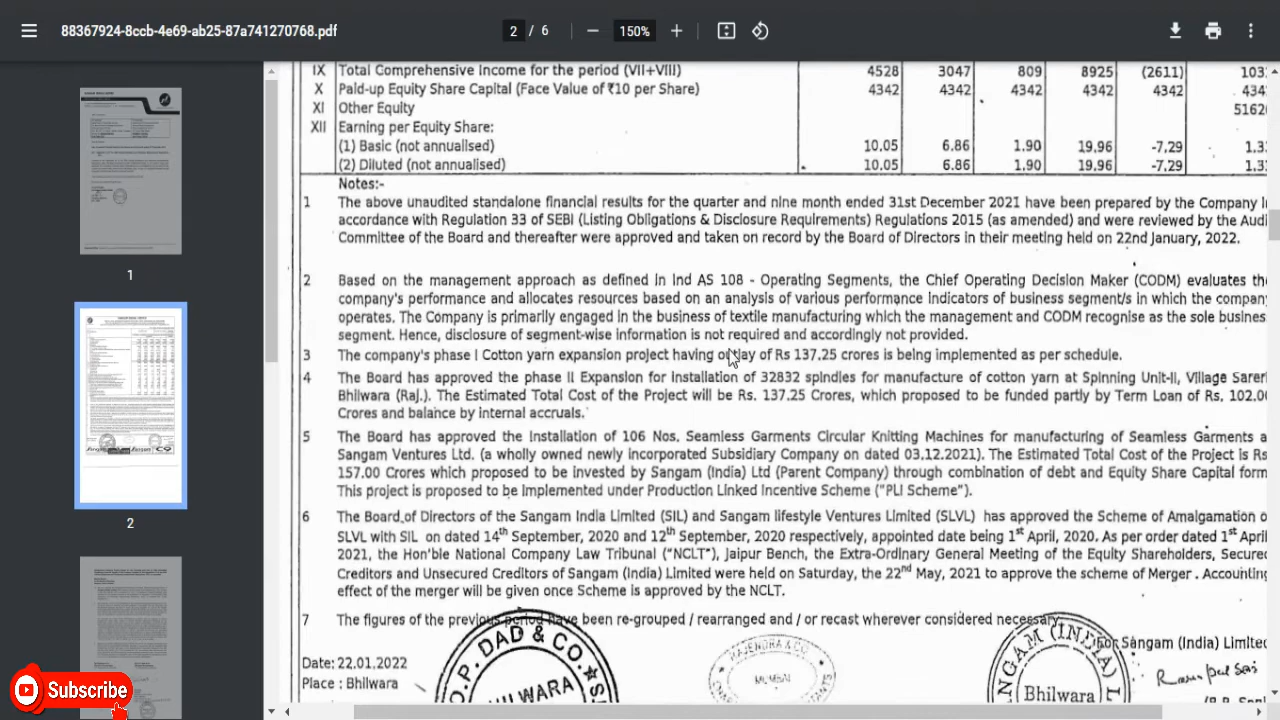 88367924-8ccb-4e69-ab25-87a741270768.pdf
2 / 6
150%
IX Total Comprehensive Income for the period (VII+VIII) 4528 3047 809 8925 (2611)
X Paid-up Equity Share Capital (Face Value of ₹10 per Share) 4342 4342 4342 4342 4342
XI Other Equity
XII Earning per Equity Share:
(1) Basic (not annualised) 10.05 6.86 1.90 19.96 -7.29
(2) Diluted (not annualised) 10.05 6.86 1.90 19.96 -7.29
Notes:-
1 The above unaudited standalone financial results for the quarter and nine month ended 31st December 2021 have been prepared by the Company
accordance with Regulation 33 of SEBI (Listing Obligations & Disclosure Requirements) Regulations 2015 (as amended) and were reviewed by the
Committee of the Board and thereafter were approved and taken on record by the Board of Directors in their meeting held on 22nd January, 2022.
2 Based on the management approach as defined in Ind AS 108 - Operating Segments, the Chief Operating Decision Maker (CODM) evaluates
company's performance and allocates resources based on an analysis of various performance indicators of business segment/s in which the
operates. The Company is primarily engaged in the business of textile manufacturing which the management and CODM recognise as the sole
segment. Hence disclosure of segment wise information is not required and accordingly not provided.
3 The company's phase I Cotton yarn expansion project having outlay of Rs 137.25 crores is being implemented as per schedule.
4 The Board has approved the Phase II Expansion for Installation of 32832 spindles for manufacture of cotton yarn at Spinning Unit-II, Village
Bhilwara (Raj.). The Estimated Total Cost of the Project will be Rs. 137.25 Crores, which proposed to be funded partly by Term Loan of Rs.
Crores and balance by internal accruals.
5 The Board has approved the Installation of 106 Nos. Seamless Garments Circular Knitting Machines for manufacturing of Seamless Garments
Sangam Ventures Ltd. (a wholly owned newly incorporated Subsidiary Company on dated 03.12.2021). The Estimated Total Cost of the Project is
157.00 Crores which proposed to be invested by Sangam (India) Ltd (Parent Company) through combination of debt and Equity Share Capital form
This project is proposed to be implemented under Production Linked Incentive Scheme ("PLI Scheme").
6 The Board of Directors of the Sangam India Limited (SIL) and Sangam lifestyle Ventures Limited (SLVL) has approved the Scheme of Amalgamation
SLVL with SIL on dated 14th September, 2020 and 12th September, 2020 respectively, appointed date being 1st April, 2020. As per order dated 1st
2021, the Hon'ble National Company Law Tribunal ("NCLT"), Jaipur Bench, the Extra-Ordinary General Meeting of the Equity Shareholders,
Creditors and Unsecured Creditors of Sangam (India) Limited were held on Saturday, the 22nd May, 2021 to approve the scheme of Merger . Accounting
effect of the merger will be given once Scheme is approved by the NCLT.
7 The figures of the previous period have been re-grouped / rearranged and / or recast wherever considered necessary.
For Sangam (India) Limited
Date: 22.01.2022
Place : Bhilwara
O.P. DAD &
BHILWARA
MUMBAI
Bhilwara
1
2
Subscribe